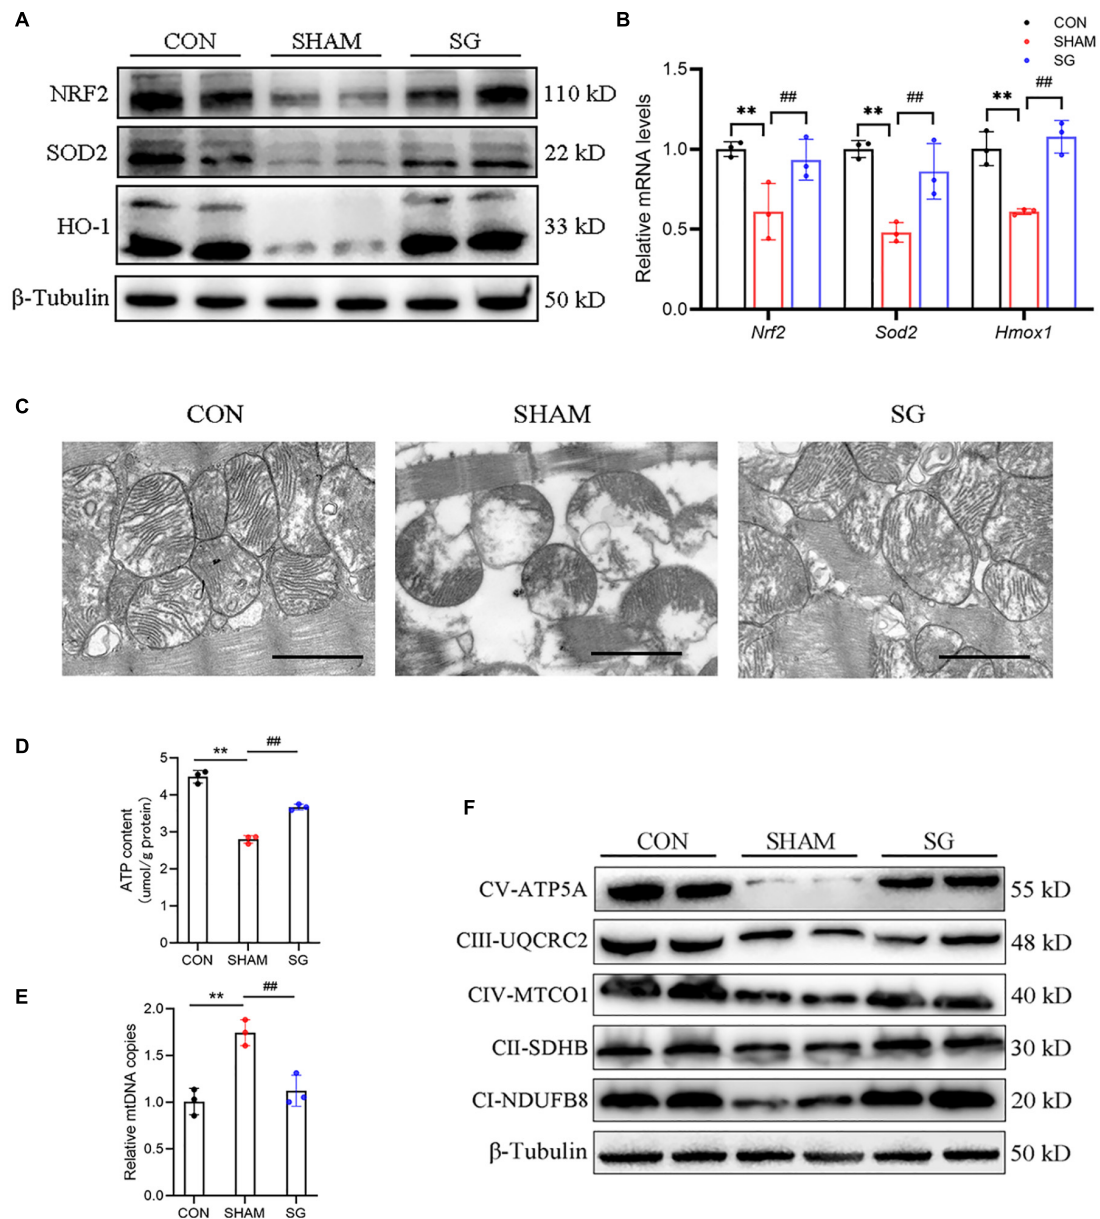 A
CON SHAM SG
NRF2 110 kD
SOD2 22 kD
HO-1 33 kD
β-Tubulin 50 kD
B
CON
SHAM
SG
Relative mRNA levels
1.5
1.0
0.5
0.0
** ## ** ## ** ##
Nrf2 Sod2 Hmox1
C
CON SHAM SG
D
ATP content
(umol/g protein)
5
4
3
2
1
0
** ##
CON SHAM SG
E
Relative mtDNA copies
2.0
1.5
1.0
0.5
0.0
** ##
CON SHAM SG
F
CON SHAM SG
CV-ATP5A 55 kD
CIII-UQCRC2 48 kD
CIV-MTCO1 40 kD
CII-SDHB 30 kD
CI-NDUFB8 20 kD
β-Tubulin 50 kD